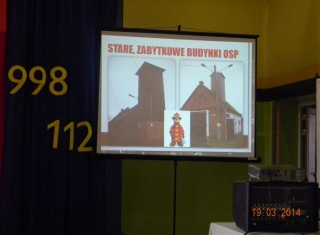 STARE, ZABYTKOWE BUDYNKI OSP
998
112
19.03.2014